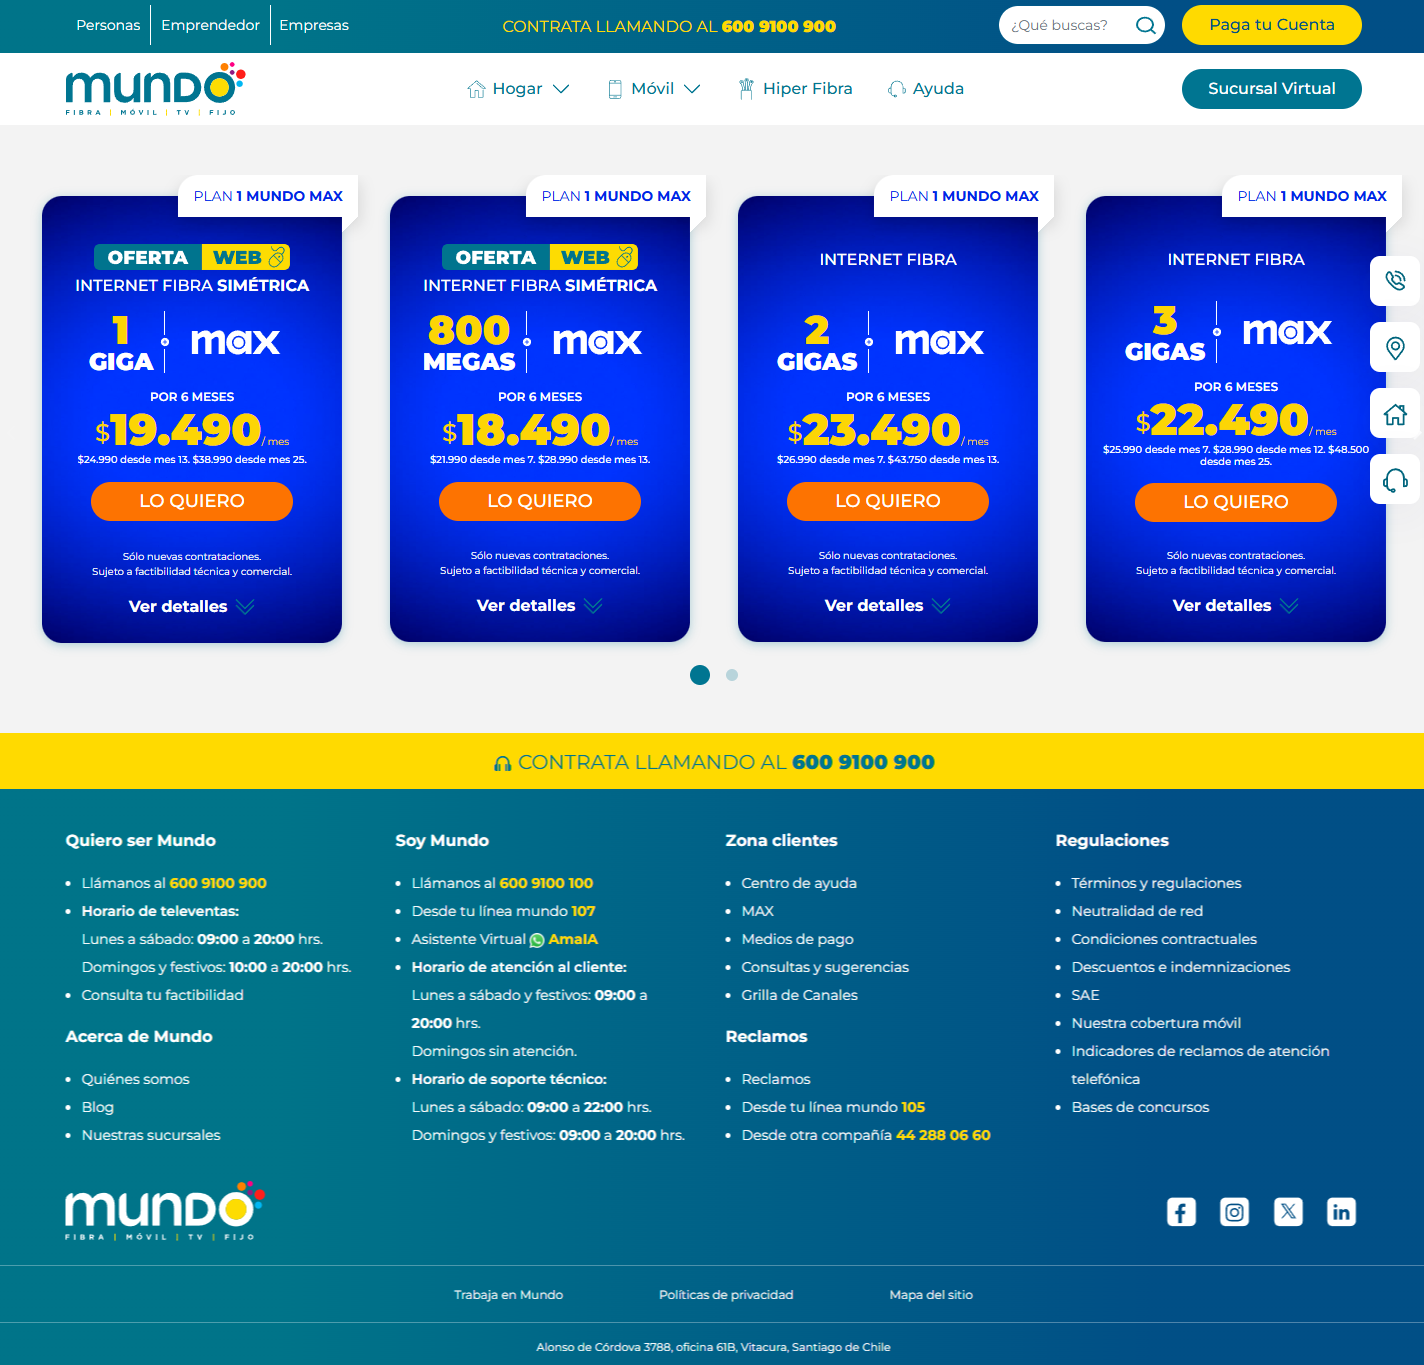 Personas
Emprendedor
Empresas
CONTRATA LLAMANDO AL 600 9100 900
¿Qué buscas?
Paga tu Cuenta
mundo
FIBRA | MÓVIL | TV | FIJO
Hogar
Móvil
Hiper Fibra
Ayuda
Sucursal Virtual
PLAN 1 MUNDO MAX
OFERTA WEB
INTERNET FIBRA SIMÉTRICA
1
GIGA
max
POR 6 MESES
$19.490/ mes
$24.990 desde mes 13. $38.990 desde mes 25.
LO QUIERO
Sólo nuevas contrataciones.
Sujeto a factibilidad técnica y comercial.
Ver detalles
PLAN 1 MUNDO MAX
OFERTA WEB
INTERNET FIBRA SIMÉTRICA
800
MEGAS
max
POR 6 MESES
$18.490/ mes
$21.990 desde mes 7. $28.990 desde mes 13.
LO QUIERO
Sólo nuevas contrataciones.
Sujeto a factibilidad técnica y comercial.
Ver detalles
PLAN 1 MUNDO MAX
INTERNET FIBRA
2
GIGAS
max
POR 6 MESES
$23.490/ mes
$26.990 desde mes 7. $43.750 desde mes 13.
LO QUIERO
Sólo nuevas contrataciones.
Sujeto a factibilidad técnica y comercial.
Ver detalles
PLAN 1 MUNDO MAX
INTERNET FIBRA
3
GIGAS
max
POR 6 MESES
$22.490/ mes
$25.990 desde mes 7. $28.990 desde mes 12. $48.500
desde mes 25.
LO QUIERO
Sólo nuevas contrataciones.
Sujeto a factibilidad técnica y comercial.
Ver detalles
CONTRATA LLAMANDO AL 600 9100 900
Quiero ser Mundo
Llámanos al 600 9100 900
Horario de televentas:
Lunes a sábado: 09:00 a 20:00 hrs.
Domingos y festivos: 10:00 a 20:00 hrs.
Consulta tu factibilidad
Acerca de Mundo
Quiénes somos
Blog
Nuestras sucursales
Soy Mundo
Llámanos al 600 9100 100
Desde tu línea mundo 107
Asistente Virtual AmaIA
Horario de atención al cliente:
Lunes a sábado y festivos: 09:00 a
20:00 hrs.
Domingos sin atención.
Horario de soporte técnico:
Lunes a sábado: 09:00 a 22:00 hrs.
Domingos y festivos: 09:00 a 20:00 hrs.
Zona clientes
Centro de ayuda
MAX
Medios de pago
Consultas y sugerencias
Grilla de Canales
Reclamos
Reclamos
Desde tu línea mundo 105
Desde otra compañía 44 288 06 60
Regulaciones
Términos y regulaciones
Neutralidad de red
Condiciones contractuales
Descuentos e indemnizaciones
SAE
Nuestra cobertura móvil
Indicadores de reclamos de atención
telefónica
Bases de concursos
mundo
FIBRA | MÓVIL | TV | FIJO
Trabaja en Mundo
Políticas de privacidad
Mapa del sitio
Alonso de Córdova 3788, oficina 61B, Vitacura, Santiago de Chile